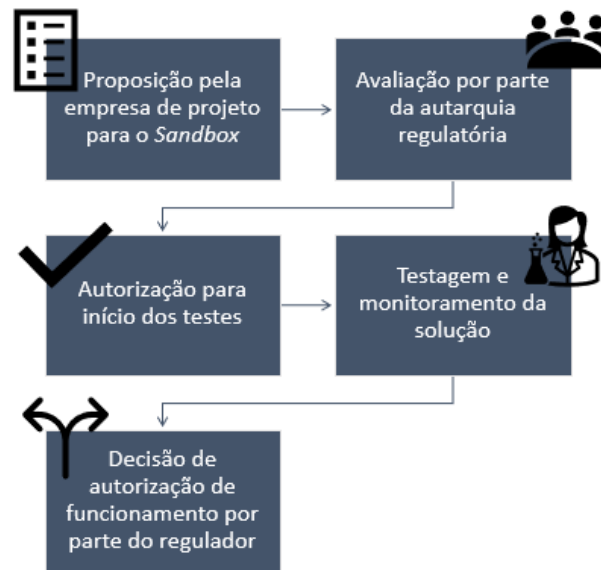 Proposição pela
empresa de projeto
para o Sandbox
Avaliação por parte
da autarquia
regulatória
Autorização para
início dos testes
Testagem e
monitoramento da
solução
Decisão de
autorização de
funcionamento por
parte do regulador